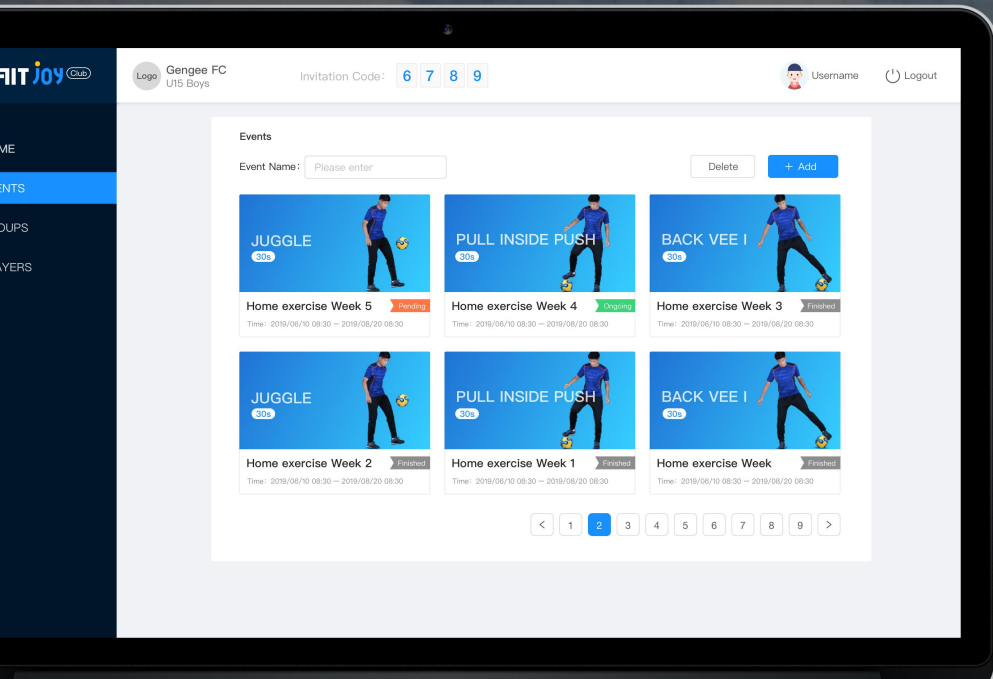 JOY Club
Logo
Gengee FC
U15 Boys
Invitation Code: 6 7 8 9
Username
Logout
Events
Event Name: Please enter
Delete
+ Add
JUGGLE
30s
PULL INSIDE PUSH
30s
BACK VEE I
30s
Home exercise Week 5
Pending
Time: 2019/06/10 08:30 — 2019/08/20 08:30
Home exercise Week 4
Ongoing
Time: 2019/06/10 08:30 — 2019/08/20 08:30
Home exercise Week 3
Finished
Time: 2019/06/10 08:30 — 2019/08/20 08:30
JUGGLE
30s
PULL INSIDE PUSH
30s
BACK VEE I
30s
Home exercise Week 2
Finished
Time: 2019/06/10 08:30 — 2019/08/20 08:30
Home exercise Week 1
Finished
Time: 2019/06/10 08:30 — 2019/08/20 08:30
Home exercise Week
Finished
Time: 2019/06/10 08:30 — 2019/08/20 08:30
< 1 2 3 4 5 6 7 8 9 >